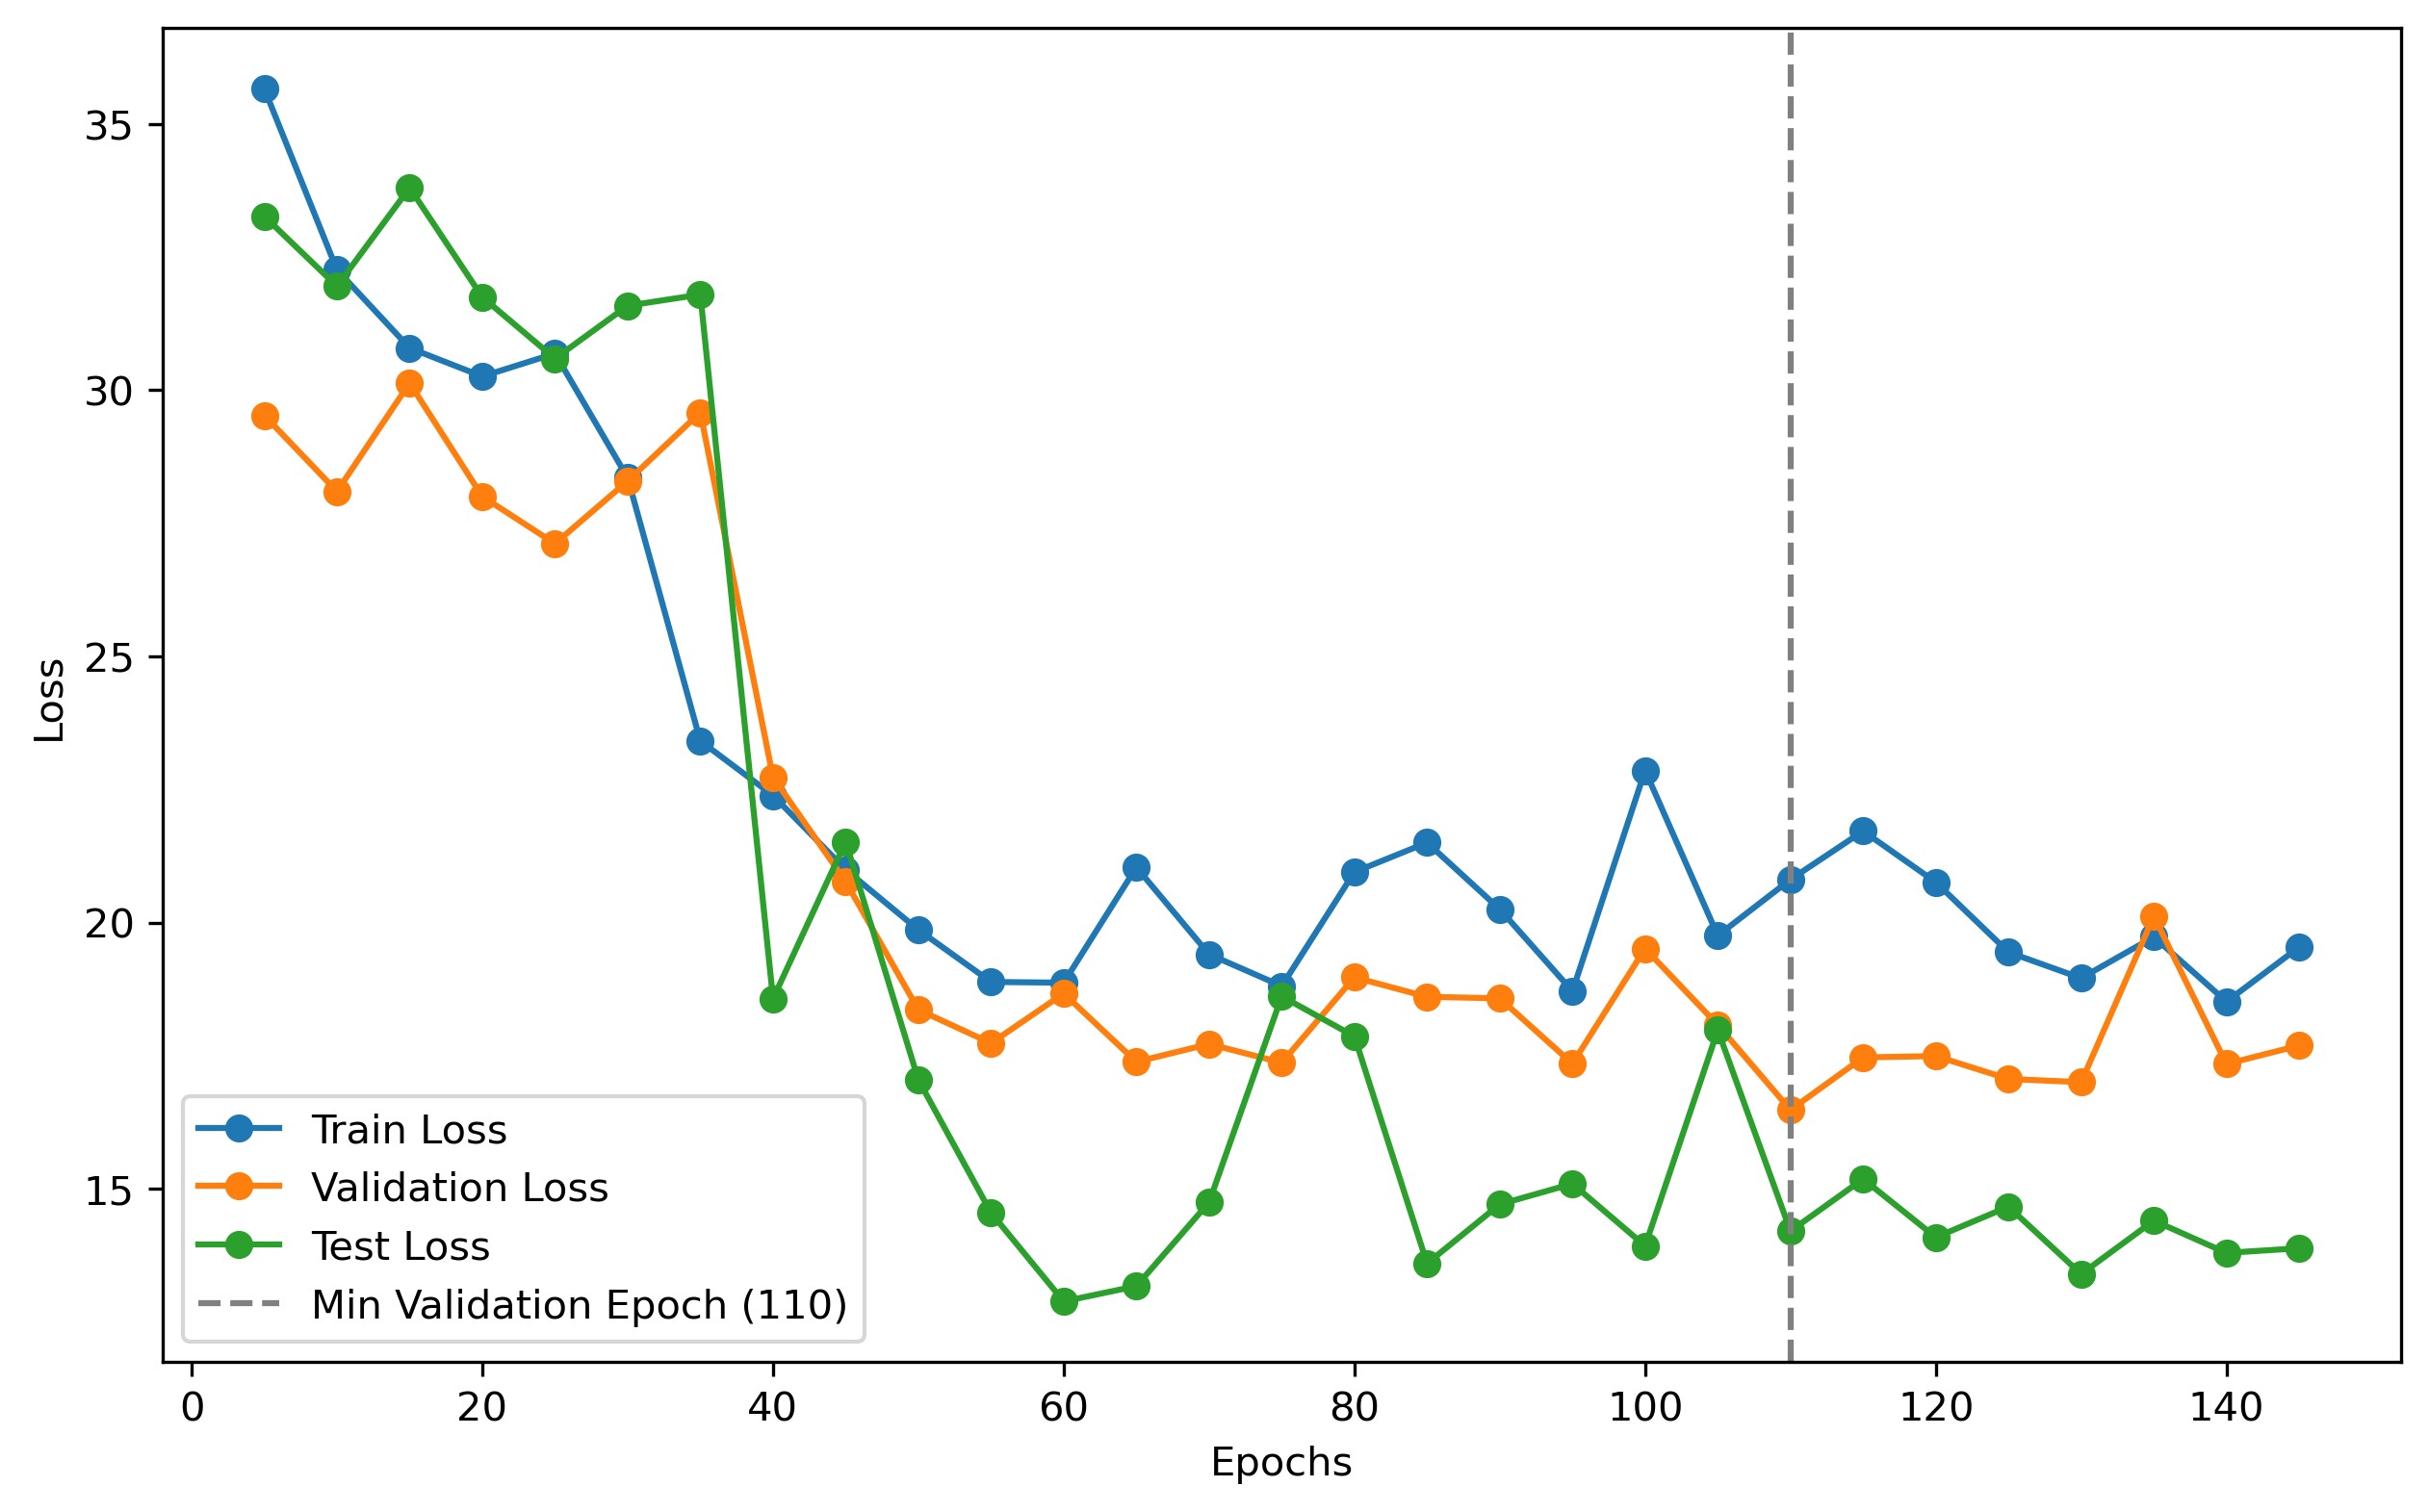 35
30
25
20
15
Loss
Train Loss
Validation Loss
Test Loss
Min Validation Epoch (110)
0 20 40 60 80 100 120 140
Epochs